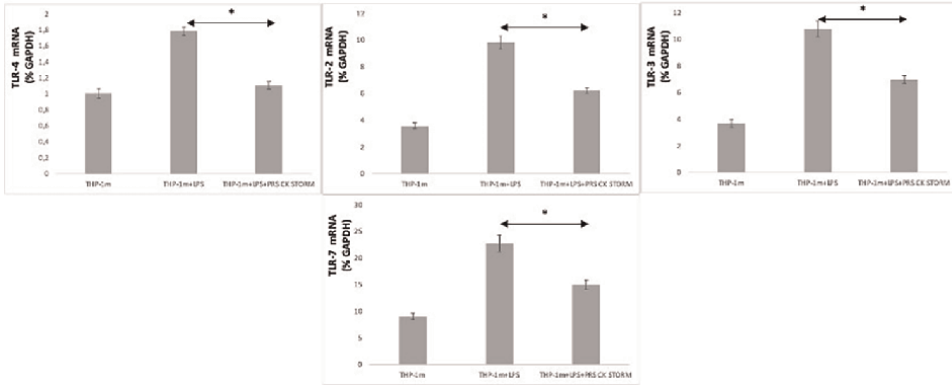 TLR-4 mRNA
(% GAPDH)
2
1,8
1,6
1,4
1,2
1
0,8
0,6
0,4
0,2
0
*
THP-1m
THP-1m+LPS
THP-1m+LPS+PRS CK STORM
TLR-2 mRNA
(% GAPDH)
12
10
8
6
4
2
0
*
THP-1m
THP-1m+LPS
THP-1m+LPS+PRS CK STORM
TLR-3 mRNA
(% GAPDH)
12
10
8
6
4
2
0
*
THP-1m
THP-1m+LPS
THP-1m+LPS+PRS CK STORM
TLR-7 mRNA
(% GAPDH)
30
25
20
15
10
5
0
*
THP-1m
THP-1m+LPS
THP-1m+LPS+PRS CK STORM